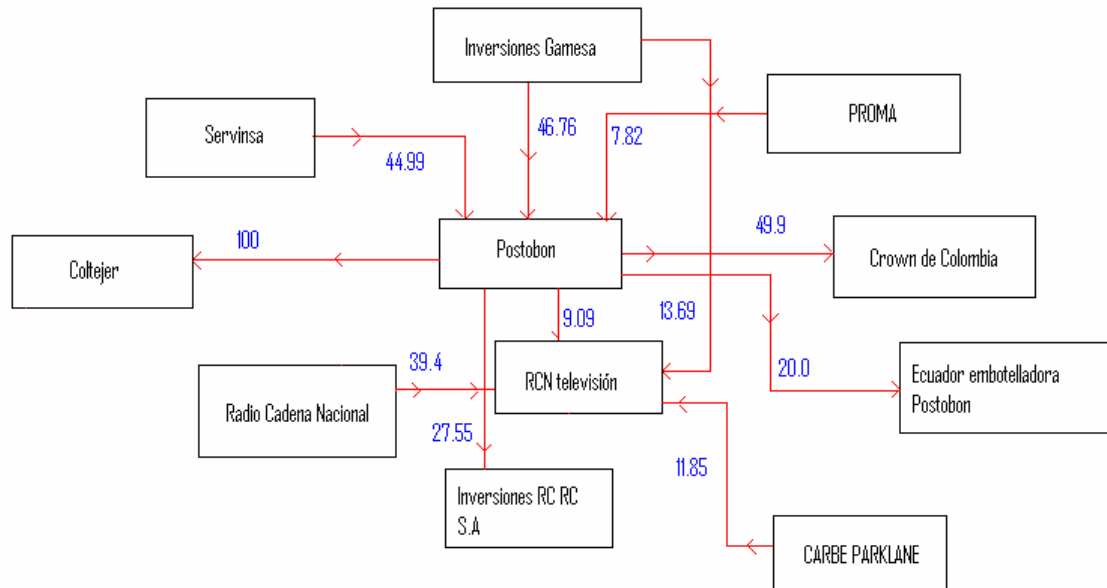 Inversiones Gamesa
PROMA
Servinsa
46.76
7.82
44.99
Postobon
49.9
100
Coltejer
Crown de Colombia
9.09
13.69
39.4
RCN televisión
20.0
Ecuador embotelladora
Postobon
Radio Cadena Nacional
27.55
11.85
Inversiones RC RC
S.A
CARBE PARKLANE